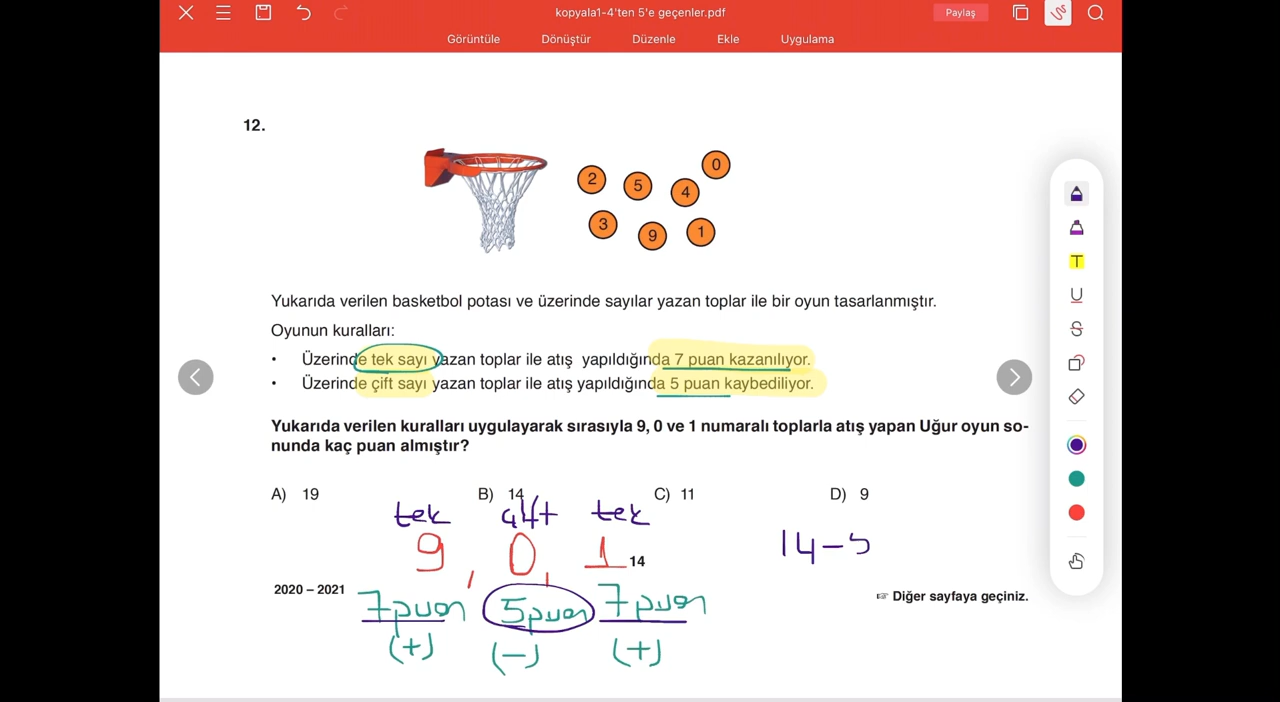 kopyala1-4'ten 5'e geçenler.pdf
Paylaş
Görüntüle Dönüştür Düzenle Ekle Uygulama
12.
0
2 5 4
3 9 1
Yukarıda verilen basketbol potası ve üzerinde sayılar yazan toplar ile bir oyun tasarlanmıştır.
Oyunun kuralları:
• Üzerinde tek sayı yazan toplar ile atış yapıldığında 7 puan kazanılıyor.
• Üzerinde çift sayı yazan toplar ile atış yapıldığında 5 puan kaybediliyor.
Yukarıda verilen kuralları uygulayarak sırasıyla 9, 0 ve 1 numaralı toplarla atış yapan Uğur oyun so-
nunda kaç puan almıştır?
A) 19 B) 14 C) 11 D) 9
tek çift tek
9, 0, 1
14 - 5
14
2020 – 2021
☞ Diğer sayfaya geçiniz.
7puan 5puan 7puan
(+) (-) (+)
T
U
S